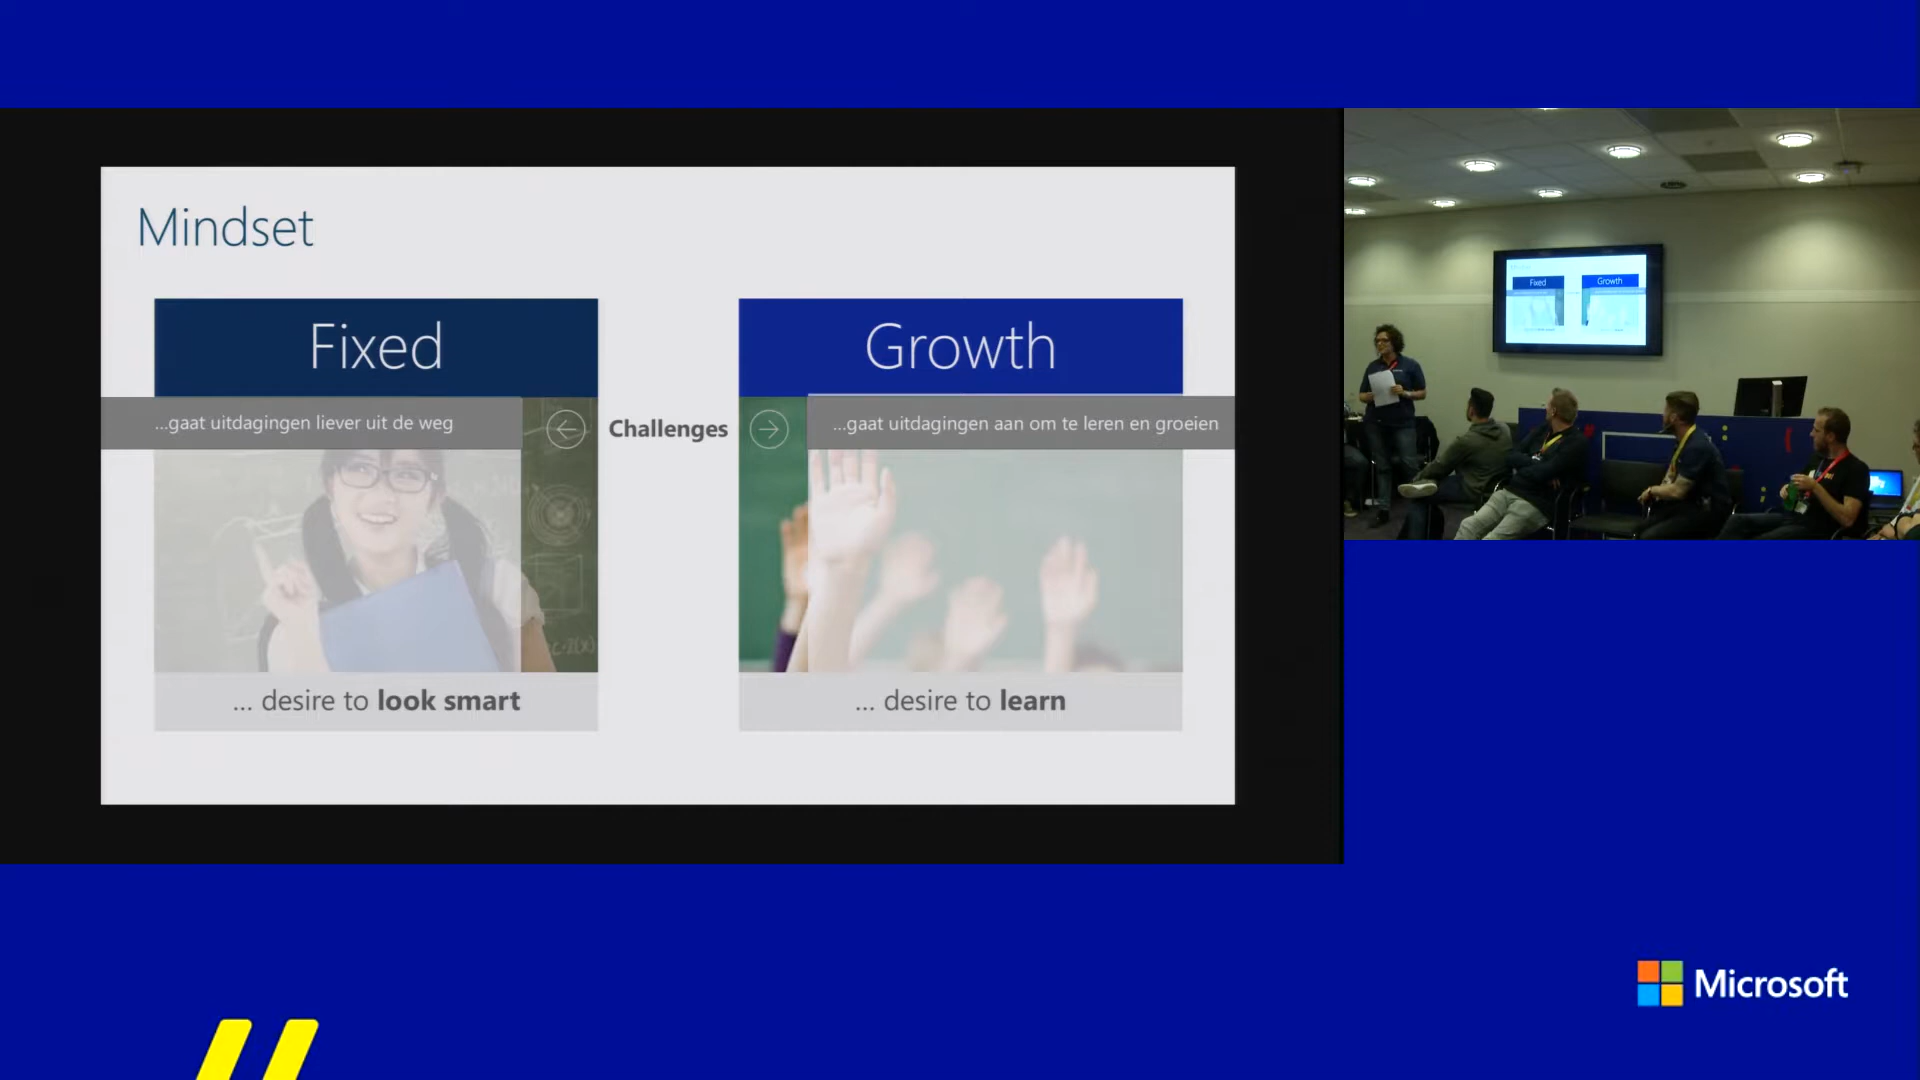 Mindset
Fixed
Growth
...gaat uitdagingen liever uit de weg
Challenges
...gaat uitdagingen aan om te leren en groeien
... desire to look smart
... desire to learn
Fixed
Growth
Microsoft